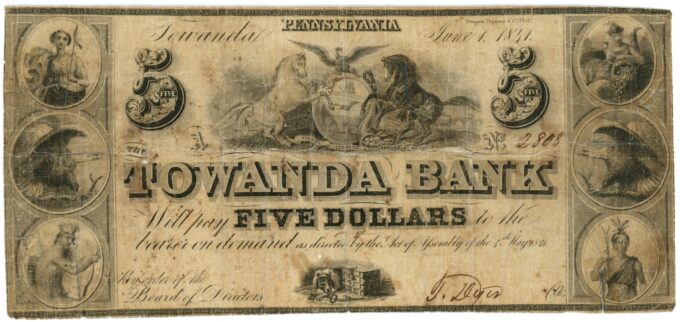 PENNSYLVANIA
Towanda June 1, 1841.
5 FIVE 5 FIVE
A No 2808
THE
TOWANDA BANK
Will pay FIVE DOLLARS to the
bearer on demand as directed by the Act of Assembly of the 4th May 1841
By order of the
Board of Directors